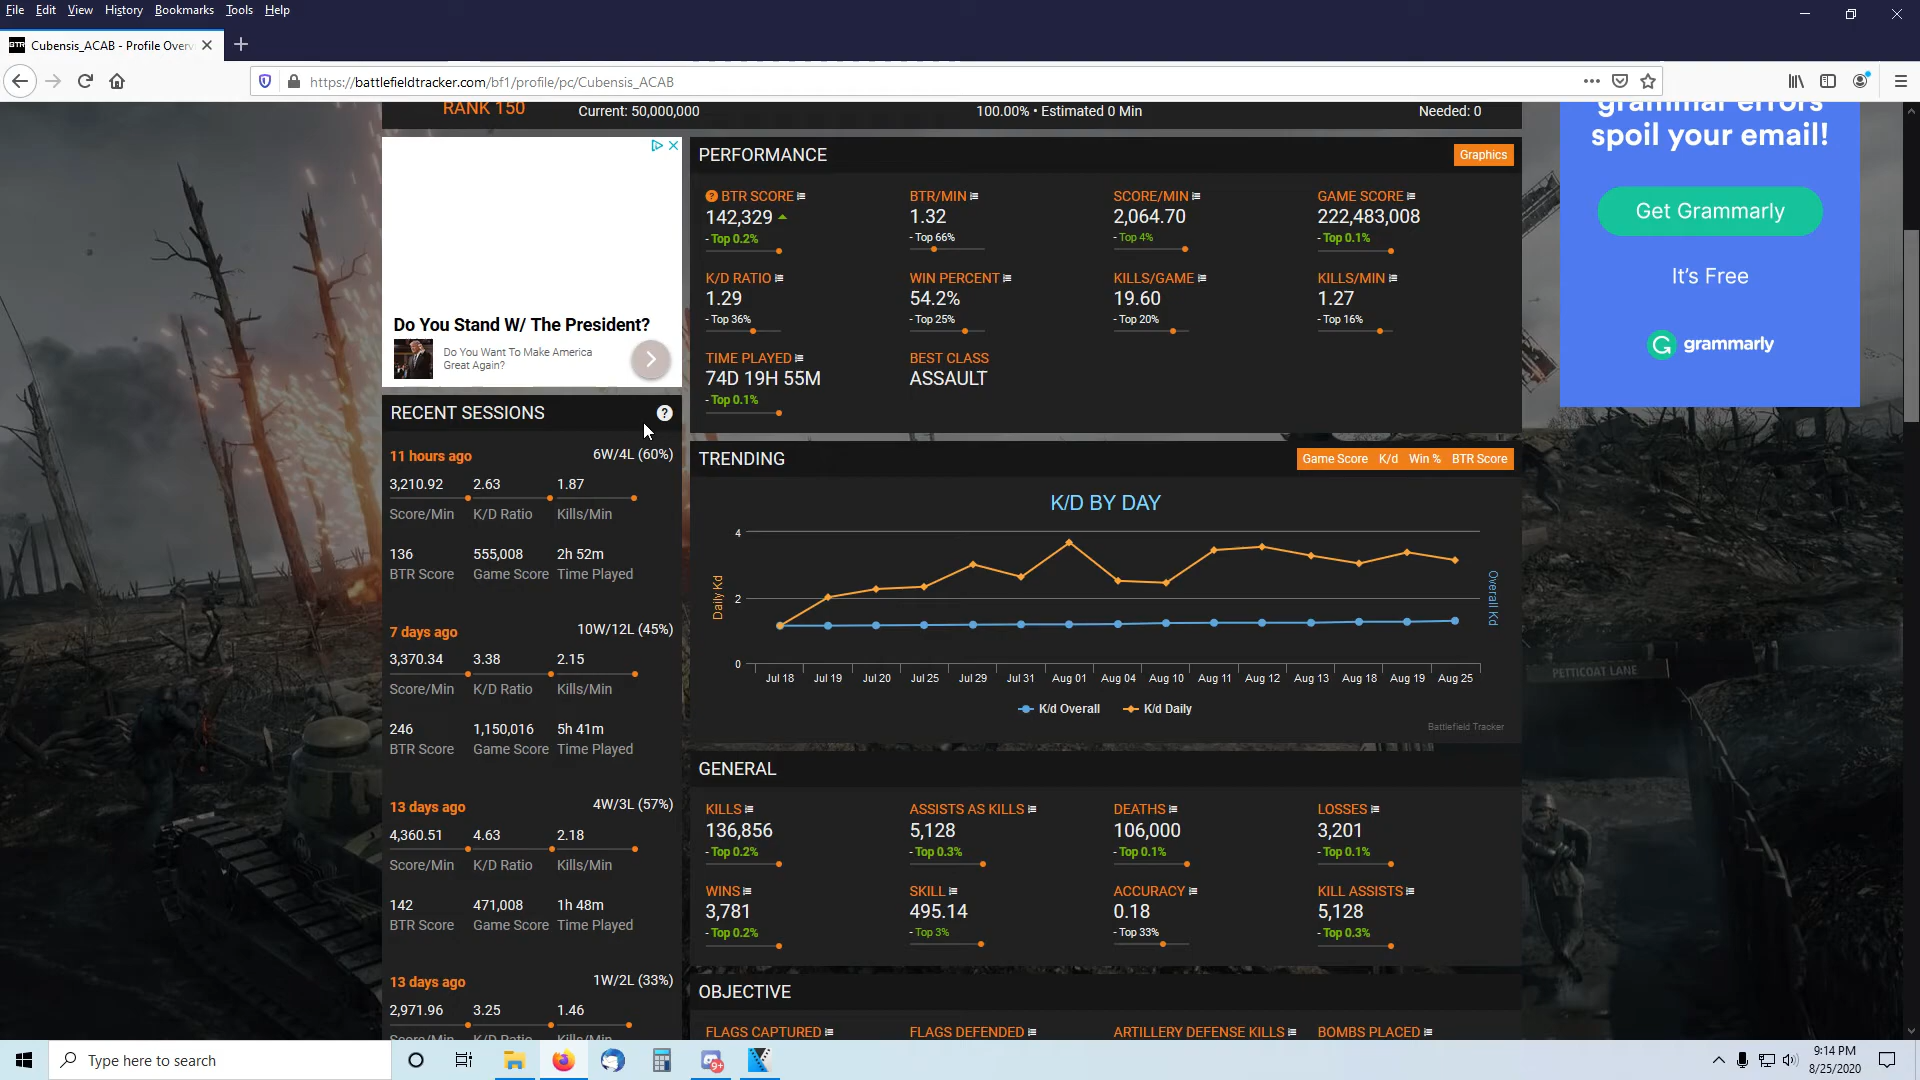 File Edit View History Bookmarks Tools Help
BTR Cubensis_ACAB - Profile Over
https://battlefieldtracker.com/bf1/profile/pc/Cubensis_ACAB
RANK 150 Current: 50,000,000 100.00% • Estimated 0 Min Needed: 0
Do You Stand W/ The President?
Do You Want To Make America
Great Again?
RECENT SESSIONS ?
11 hours ago 6W/4L (60%)
3,210.92 2.63 1.87
Score/Min K/D Ratio Kills/Min
136 555,008 2h 52m
BTR Score Game Score Time Played
7 days ago 10W/12L (45%)
3,370.34 3.38 2.15
Score/Min K/D Ratio Kills/Min
246 1,150,016 5h 41m
BTR Score Game Score Time Played
13 days ago 4W/3L (57%)
4,360.51 4.63 2.18
Score/Min K/D Ratio Kills/Min
142 471,008 1h 48m
BTR Score Game Score Time Played
13 days ago 1W/2L (33%)
2,971.96 3.25 1.46
Score/Min K/D Ratio Kills/Min
PERFORMANCE Graphics
? BTR SCORE BTR/MIN SCORE/MIN GAME SCORE
142,329 1.32 2,064.70 222,483,008
- Top 0.2% - Top 66% - Top 4% - Top 0.1%
K/D RATIO WIN PERCENT KILLS/GAME KILLS/MIN
1.29 54.2% 19.60 1.27
- Top 36% - Top 25% - Top 20% - Top 16%
TIME PLAYED BEST CLASS
74D 19H 55M ASSAULT
- Top 0.1%
TRENDING Game Score K/d Win % BTR Score
K/D BY DAY
4
2
0
Daily Kd
Overall Kd
Jul 18 Jul 19 Jul 20 Jul 25 Jul 29 Jul 31 Aug 01 Aug 04 Aug 10 Aug 11 Aug 12 Aug 13 Aug 18 Aug 19 Aug 25
K/d Overall K/d Daily
Battlefield Tracker
GENERAL
KILLS ASSISTS AS KILLS DEATHS LOSSES
136,856 5,128 106,000 3,201
- Top 0.2% - Top 0.3% - Top 0.1% - Top 0.1%
WINS SKILL ACCURACY KILL ASSISTS
3,781 495.14 0.18 5,128
- Top 0.2% - Top 3% - Top 33% - Top 0.3%
OBJECTIVE
FLAGS CAPTURED FLAGS DEFENDED ARTILLERY DEFENSE KILLS BOMBS PLACED
grammar errors
spoil your email!
Get Grammarly
It's Free
G grammarly
PETTICOAT LANE
Type here to search
9+
9:14 PM
8/25/2020